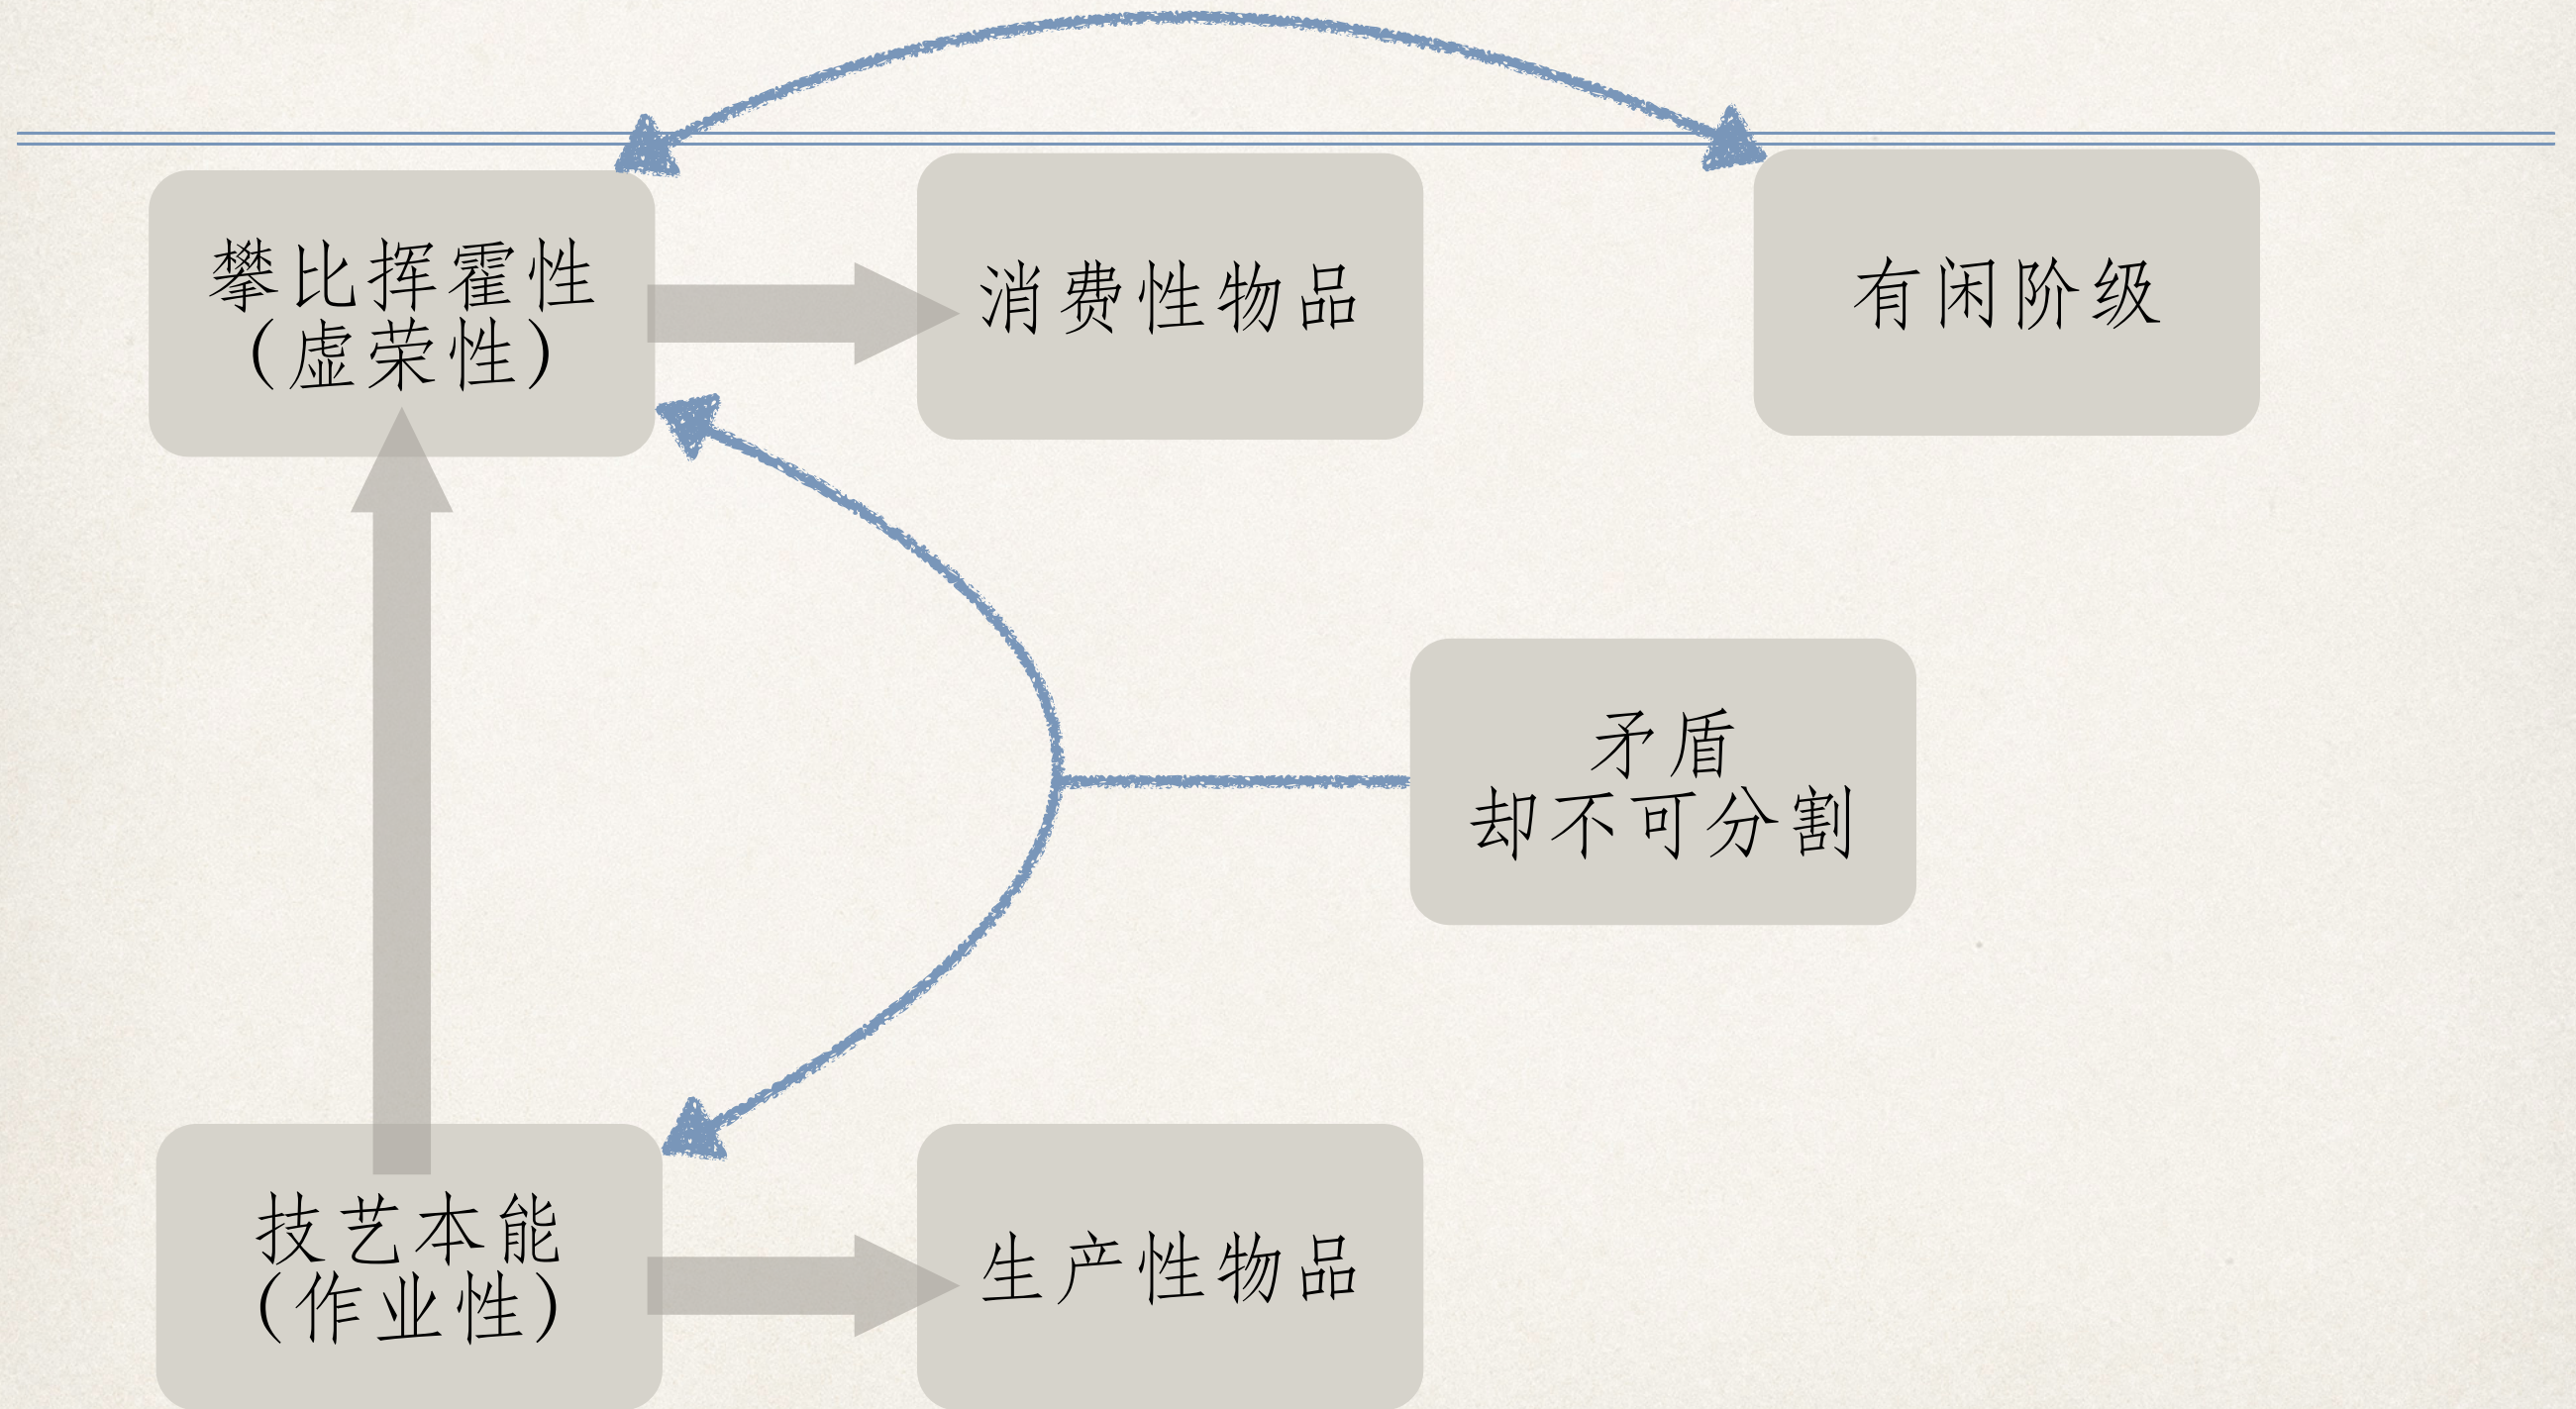 攀比挥霍性
（虚荣性）
消费性物品
有闲阶级
矛盾
却不可分割
技艺本能
（作业性）
生产性物品